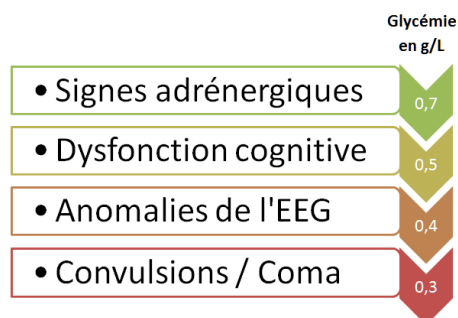 Glycémie
en g/L
• Signes adrénergiques 0,7
• Dysfonction cognitive 0,5
• Anomalies de l'EEG 0,4
• Convulsions / Coma 0,3